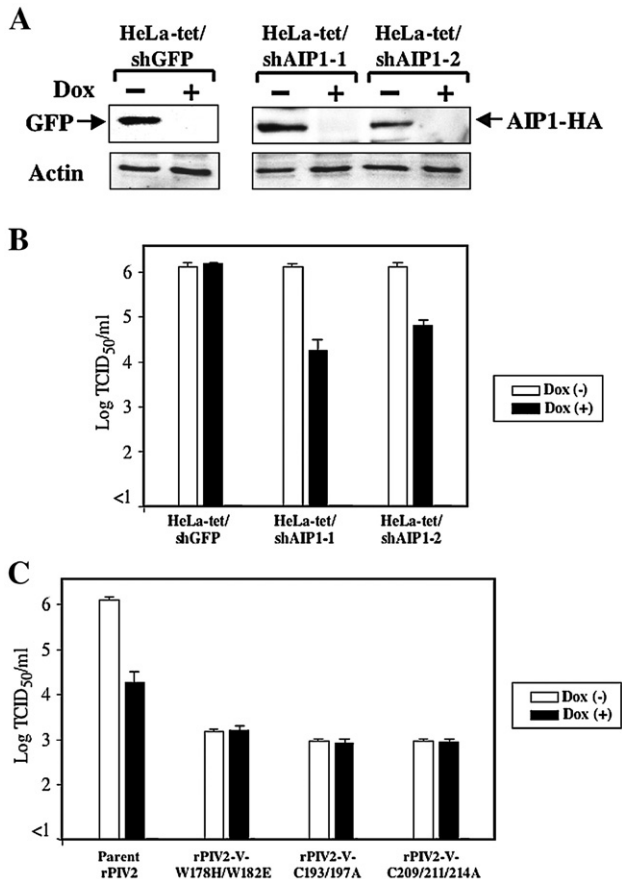 A
HeLa-tet/ HeLa-tet/ HeLa-tet/
shGFP shAIP1-1 shAIP1-2
Dox − + − + − +
GFP AIP1-HA
Actin
B
Log TCID50/ml
6
5
4
3
2
<1
HeLa-tet/ HeLa-tet/ HeLa-tet/
shGFP shAIP1-1 shAIP1-2
Dox (-)
Dox (+)
C
Log TCID50/ml
6
5
4
3
2
<1
Parent rPIV2-V- rPIV2-V- rPIV2-V-
rPIV2 W178H/W182E C193/197A C209/211/214A
Dox (-)
Dox (+)